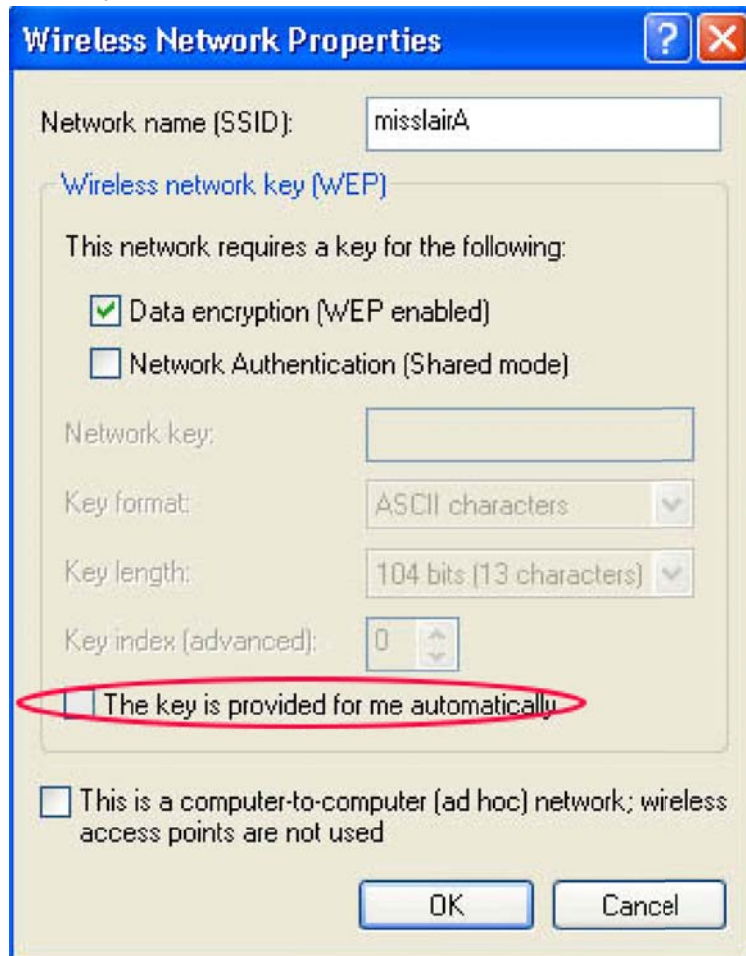 Wireless Network Properties
Network name (SSID): misslairA
Wireless network key (WEP)
This network requires a key for the following:
Data encryption (WEP enabled)
Network Authentication (Shared mode)
Network key:
Key format: ASCII characters
Key length: 104 bits (13 characters)
Key index (advanced): 0
The key is provided for me automatically
This is a computer-to-computer (ad hoc) network; wireless
access points are not used
OK Cancel